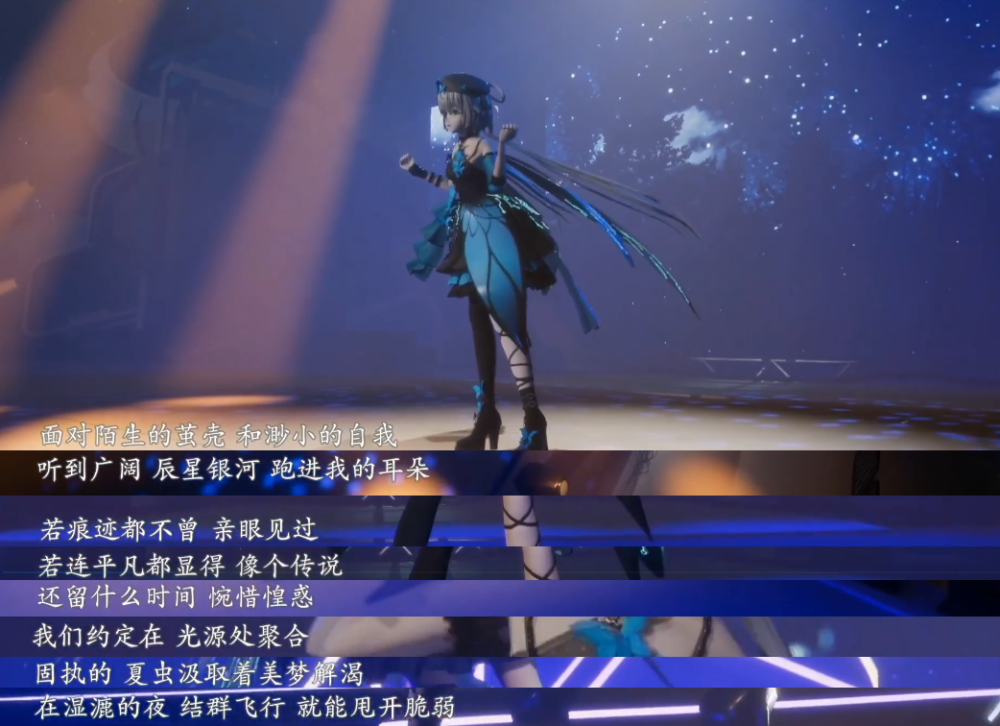 面对陌生的茧壳 和渺小的自我
听到广阔 辰星银河 跑进我的耳朵
若痕迹都不曾 亲眼见过
若连平凡都显得 像个传说
还留什么时间 惋惜惶惑
我们约定在 光源处聚合
固执的 夏虫汲取着美梦解渴
在湿漉的夜 结群飞行 就能甩开脆弱